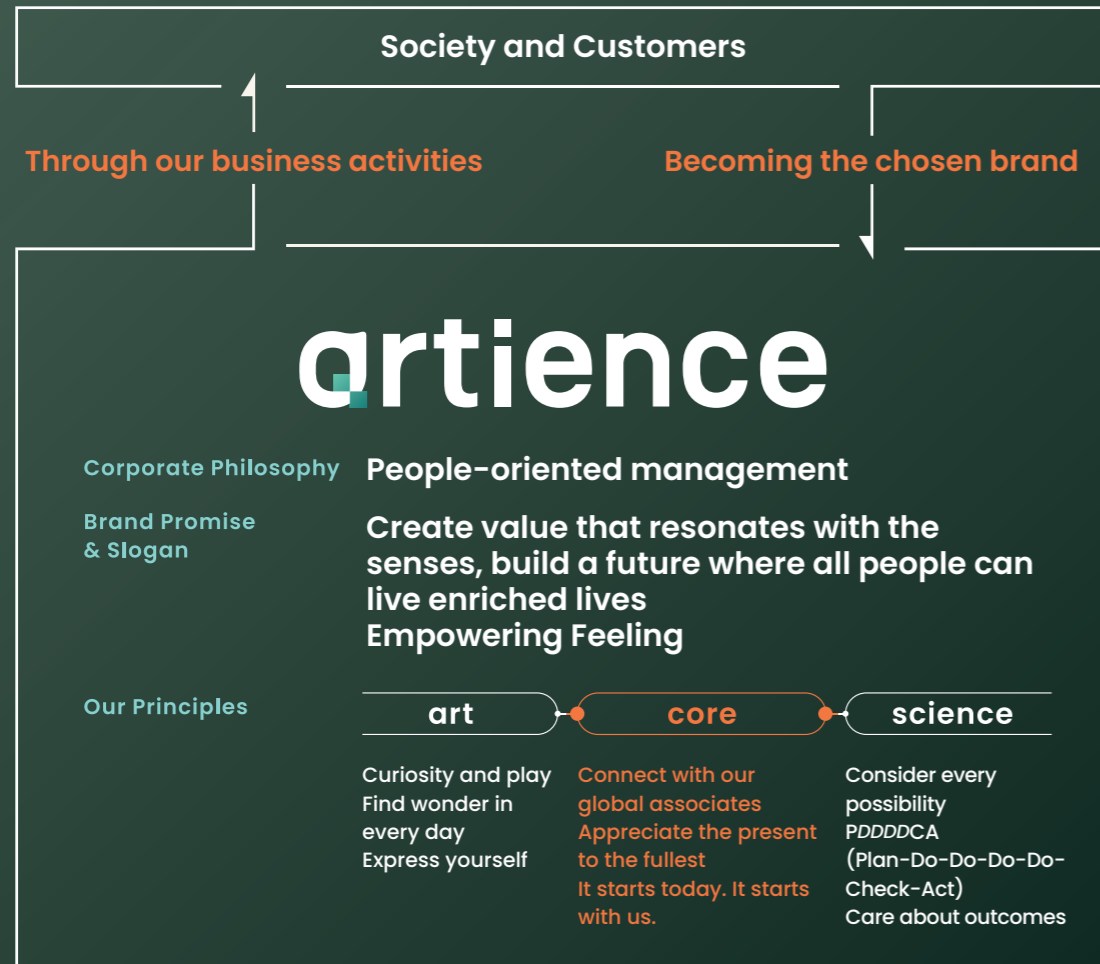 Society and Customers
Through our business activities
Becoming the chosen brand
artience
Corporate Philosophy
People-oriented management
Brand Promise
& Slogan
Create value that resonates with the
senses, build a future where all people can
live enriched lives
Empowering Feeling
Our Principles
art
core
science
Curiosity and play
Find wonder in
every day
Express yourself
Connect with our
global associates
Appreciate the present
to the fullest
It starts today. It starts
with us.
Consider every
possibility
PDDDDCA
(Plan-Do-Do-Do-Do-
Check-Act)
Care about outcomes